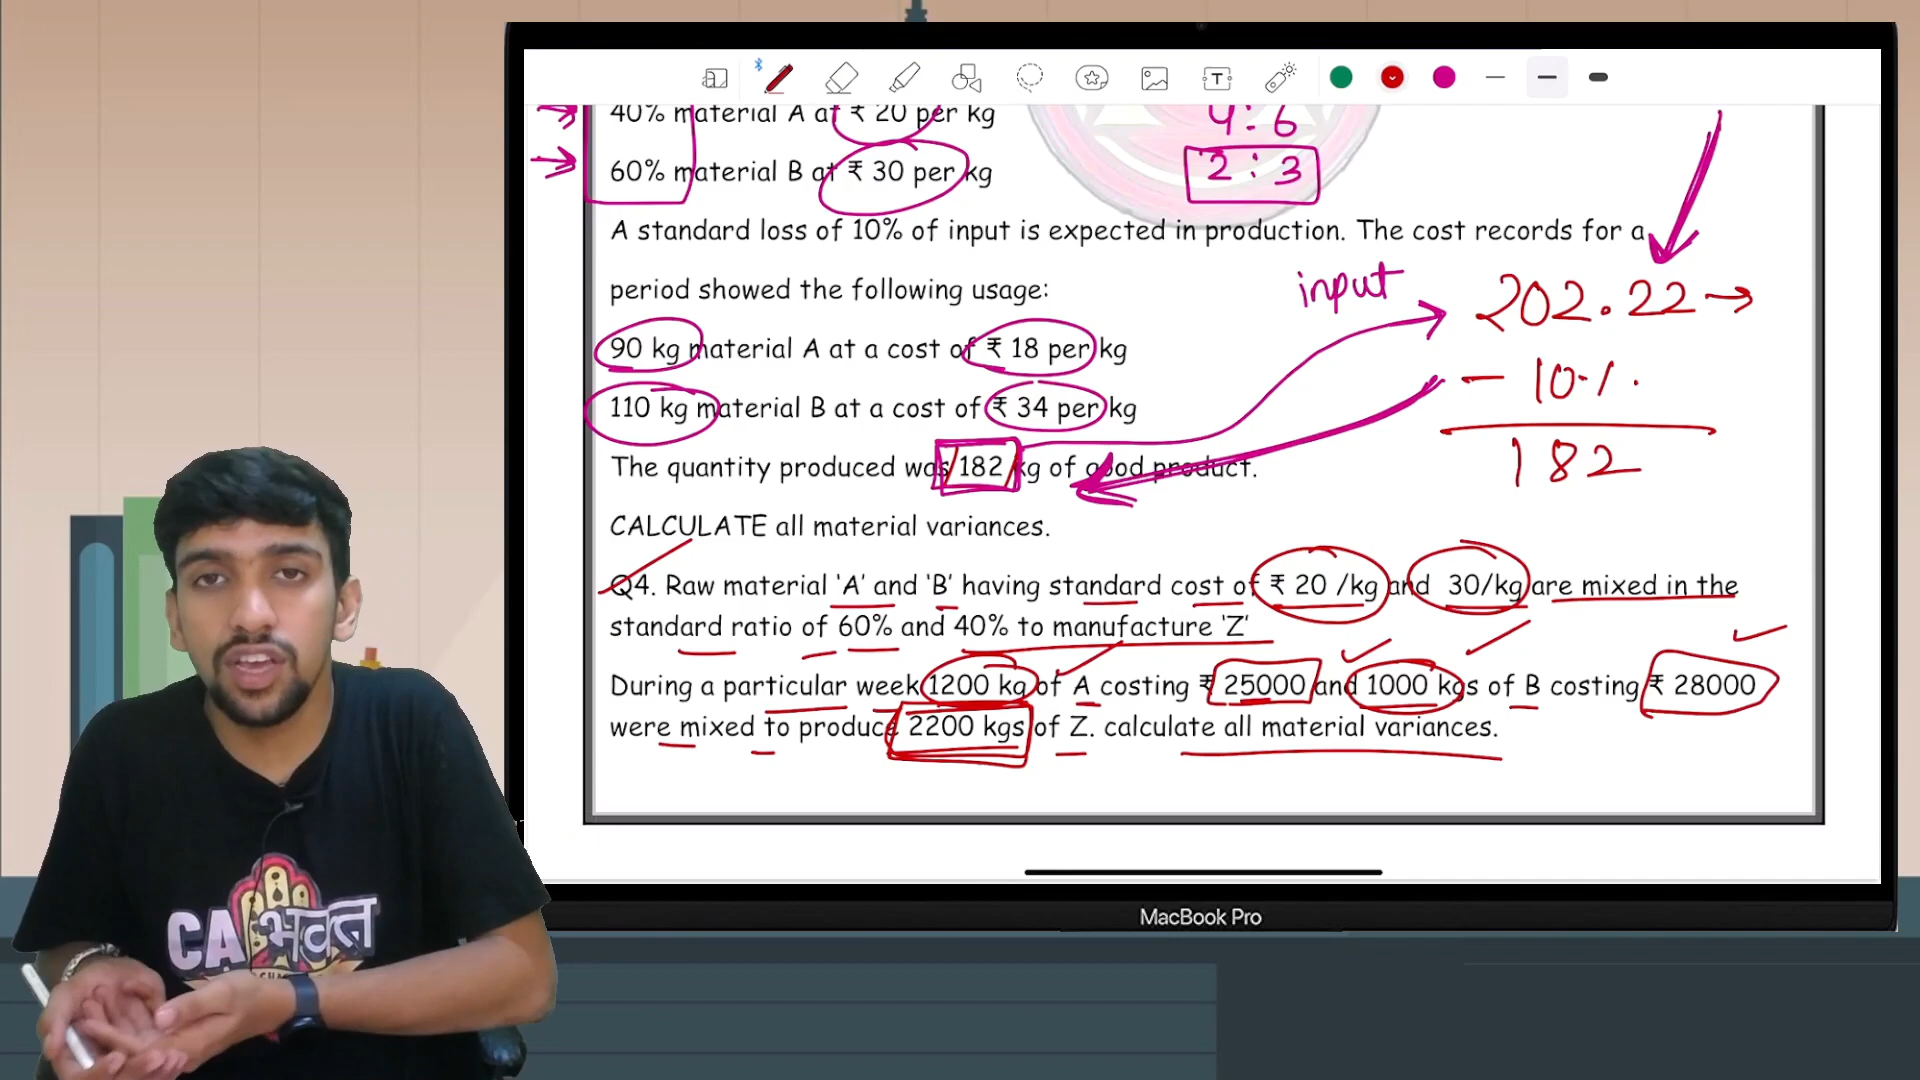 40% material A at ₹ 20 per kg
4:6
60% material B at ₹ 30 per kg
2:3
A standard loss of 10% of input is expected in production. The cost records for a
period showed the following usage:
input
202.22 →
90 kg material A at a cost of ₹ 18 per kg
- 10%
110 kg material B at a cost of ₹ 34 per kg
182
The quantity produced was 182 kg of good product.
CALCULATE all material variances.
Q4. Raw material ‘A’ and ‘B’ having standard cost of ₹ 20 /kg and 30/kg are mixed in the
standard ratio of 60% and 40% to manufacture ‘Z’
During a particular week 1200 kg of A costing ₹ 25000 and 1000 kgs of B costing ₹ 28000
were mixed to produce 2200 kgs of Z. calculate all material variances.
MacBook Pro
CA भक्त